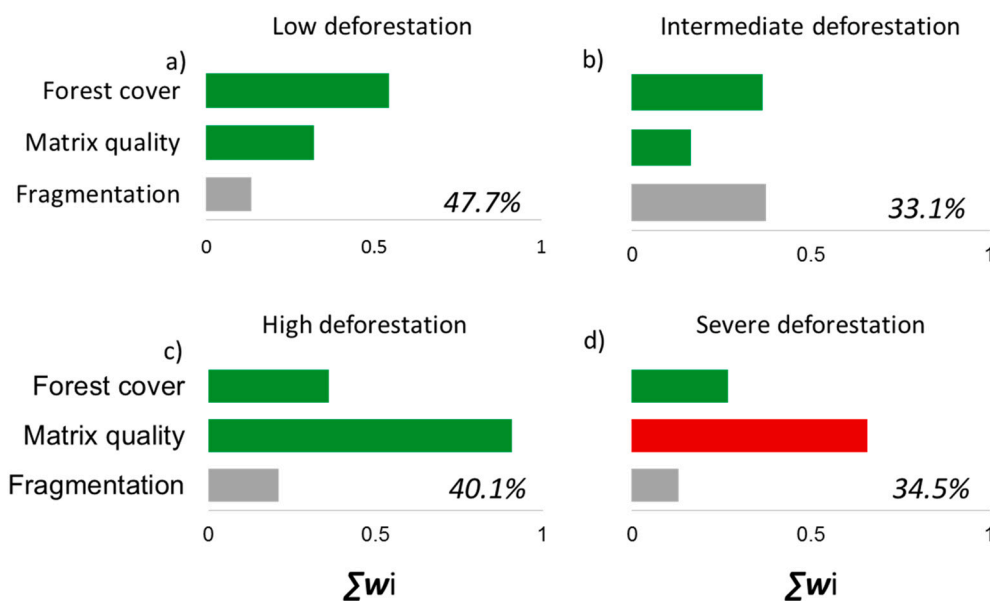 Low deforestation
a)
Forest cover
Matrix quality
Fragmentation
47.7%
0 0.5 1
Intermediate deforestation
b)
33.1%
0 0.5 1
High deforestation
c)
Forest cover
Matrix quality
Fragmentation
40.1%
0 0.5 1
∑wi
Severe deforestation
d)
34.5%
0 0.5 1
∑wi